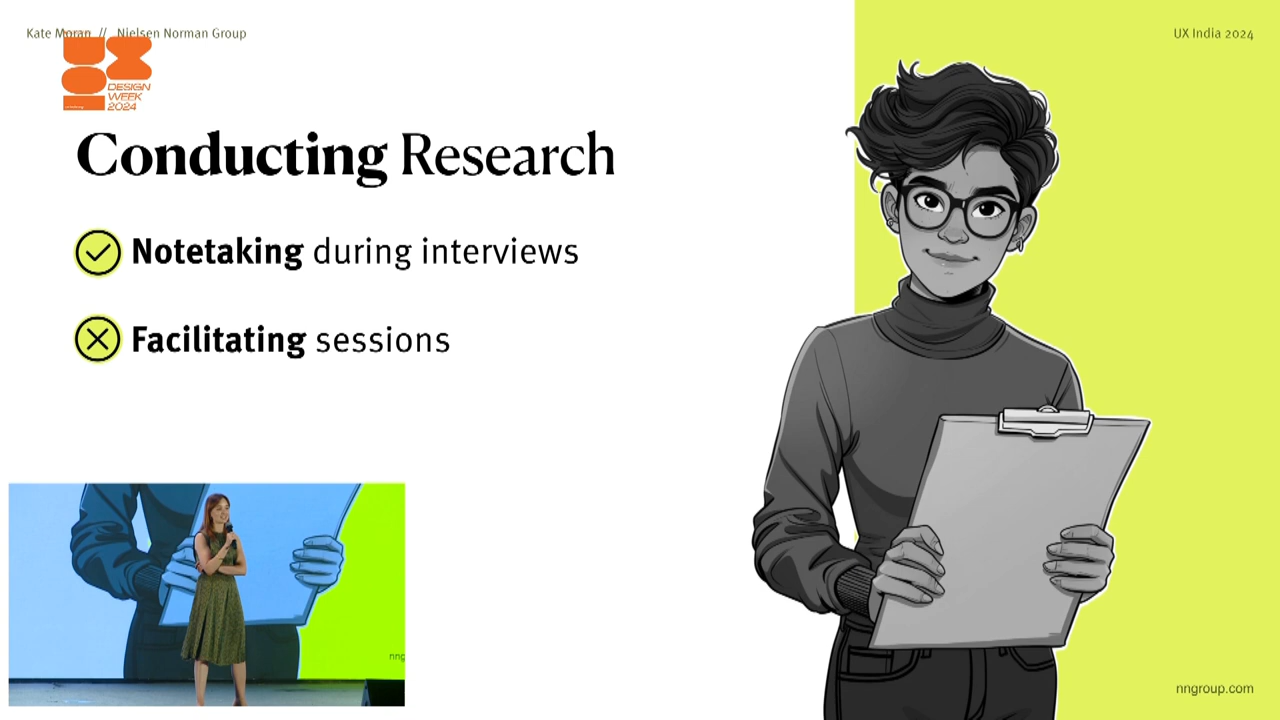 Kate Moran // Nielsen Norman Group
UX India 2024
DESIGN
WEEK
2024
Conducting Research
Notetaking during interviews
Facilitating sessions
nng
nngroup.com